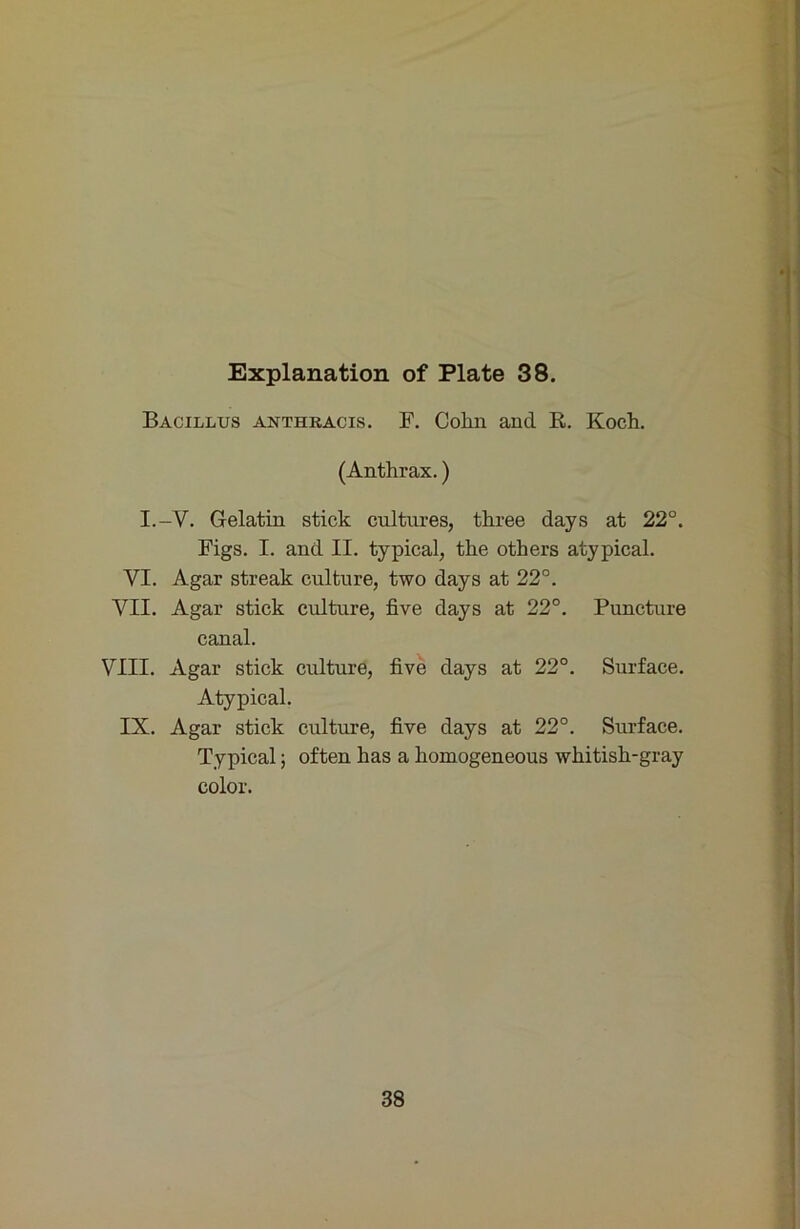 Explanation of Plate 38.
Bacillus anthracis. F. Cohn and R. Koch.
(Anthrax.)
I.-V. Gelatin stick cultures, three days at 22°.
Figs. I. and II. typical, the others atypical.
VI. Agar streak culture, two days at 22°.
VII. Agar stick culture, five days at 22°. Puncture
canal.
VIII. Agar stick culture, five days at 22°. Surface.
Atypical.
IX. Agar stick culture, five days at 22°. Surface.
Typical; often has a homogeneous whitish-gray
color.
38